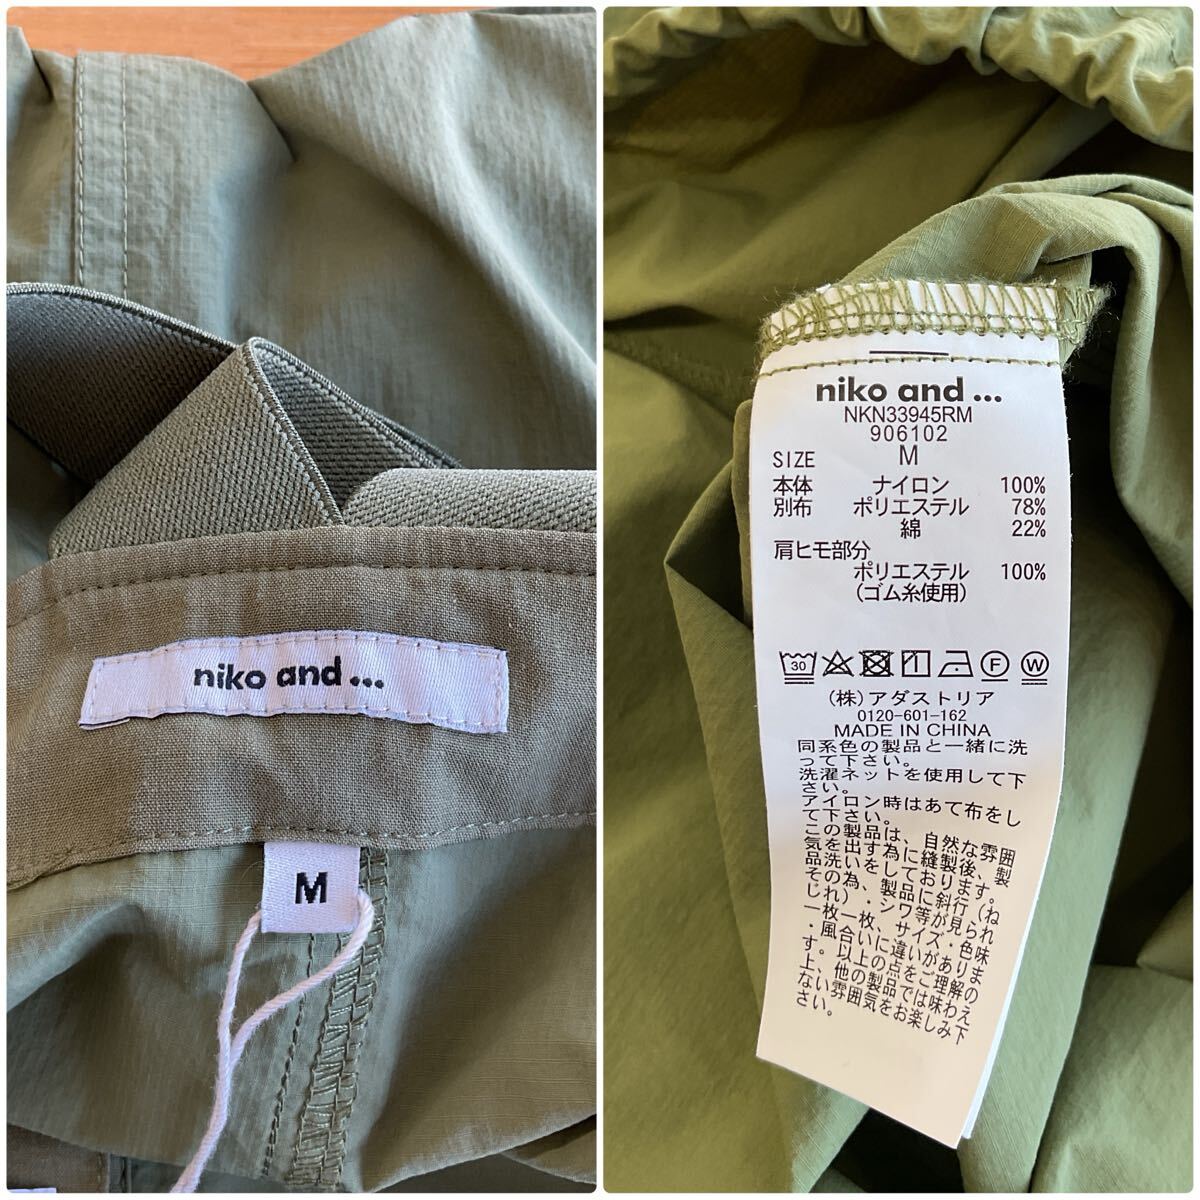 niko and ...
M
niko and ...
NKN33945RM
906102
SIZE M
本体 ナイロン 100%
別布 ポリエステル 78%
綿 22%
肩ヒモ部分
ポリエステル 100%
(ゴム糸使用)
30 F W
(株)アダストリア
0120-601-162
MADE IN CHINA
同系色の製品と一緒に洗
って下さい。
洗濯ネットを使用して下
さい。
アイロン時はあて布をし
て下さい。
この製品は、自然な雰囲
気を出す為に縫製後、製
品洗いをしております。
その為、製品に斜行(ね
じれ)・シワ等が見られ
一枚一枚、サイズ・色味
・風合いに違いがありま
す。以上の点をご理解の
上、他の製品では味わえ
ない雰囲気をお楽しみ下
さい。